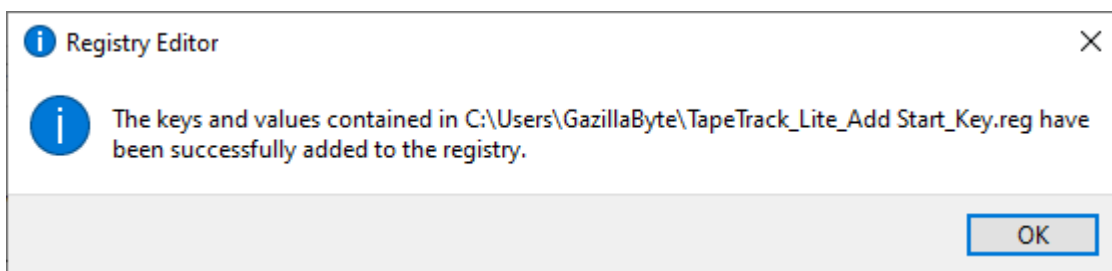 Registry Editor
The keys and values contained in C:\Users\GazillaByte\TapeTrack_Lite_Add Start_Key.reg have
been successfully added to the registry.
OK